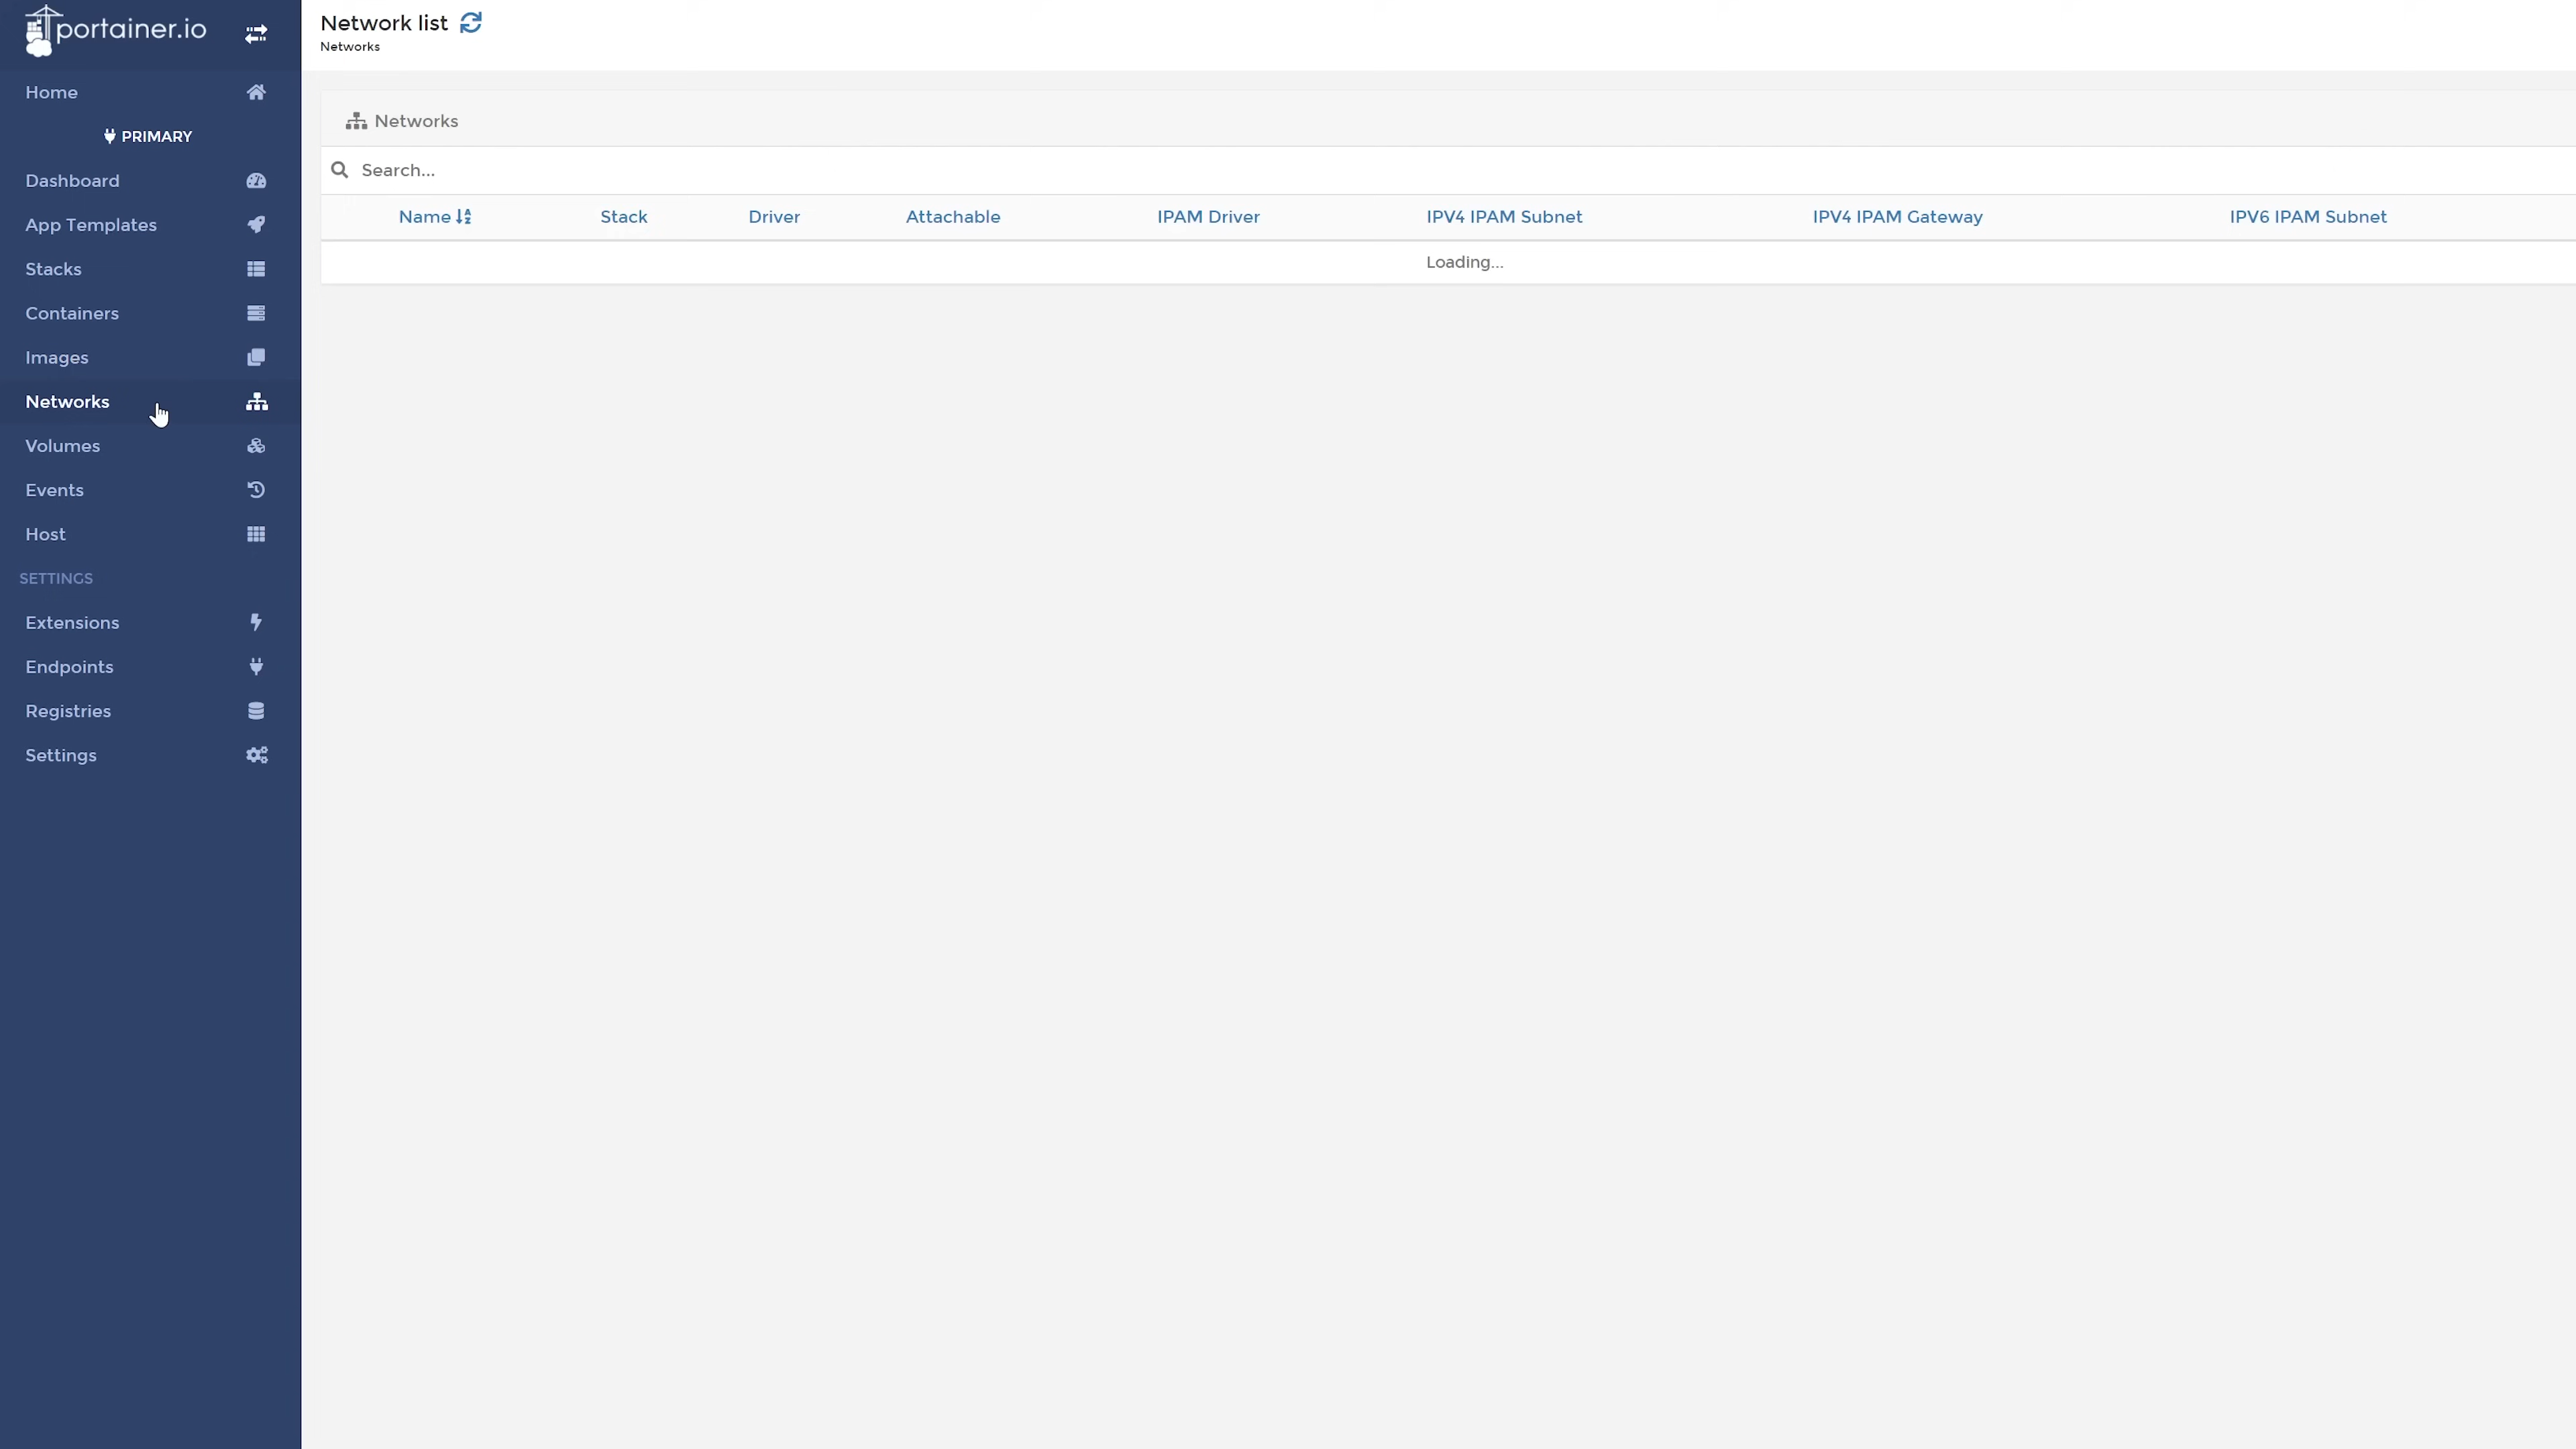 portainer.io
Home
PRIMARY
Dashboard
App Templates
Stacks
Containers
Images
Networks
Volumes
Events
Host
SETTINGS
Extensions
Endpoints
Registries
Settings
Network list
Networks
Networks
Search...
Name Stack Driver Attachable IPAM Driver IPV4 IPAM Subnet IPV4 IPAM Gateway IPV6 IPAM Subnet
Loading...